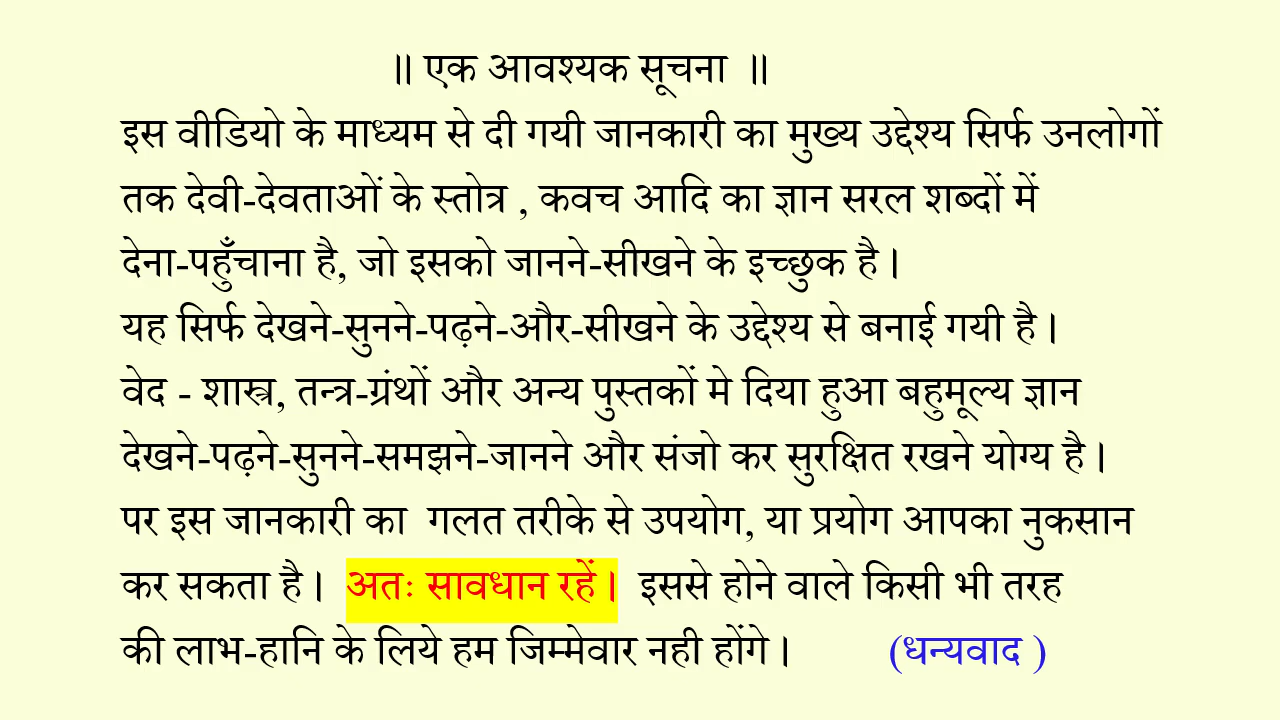 ॥ एक आवश्यक सूचना ॥
इस वीडियो के माध्यम से दी गयी जानकारी का मुख्य उद्देश्य सिर्फ उनलोगों
तक देवी-देवताओं के स्तोत्र , कवच आदि का ज्ञान सरल शब्दों में
देना-पहुँचाना है, जो इसको जानने-सीखने के इच्छुक है।
यह सिर्फ देखने-सुनने-पढ़ने-और-सीखने के उद्देश्य से बनाई गयी है।
वेद - शास्त्र, तन्त्र-ग्रंथों और अन्य पुस्तकों मे दिया हुआ बहुमूल्य ज्ञान
देखने-पढ़ने-सुनने-समझने-जानने और संजो कर सुरक्षित रखने योग्य है।
पर इस जानकारी का गलत तरीके से उपयोग, या प्रयोग आपका नुकसान
कर सकता है। अतः सावधान रहें। इससे होने वाले किसी भी तरह
की लाभ-हानि के लिये हम जिम्मेवार नही होंगे। (धन्यवाद )